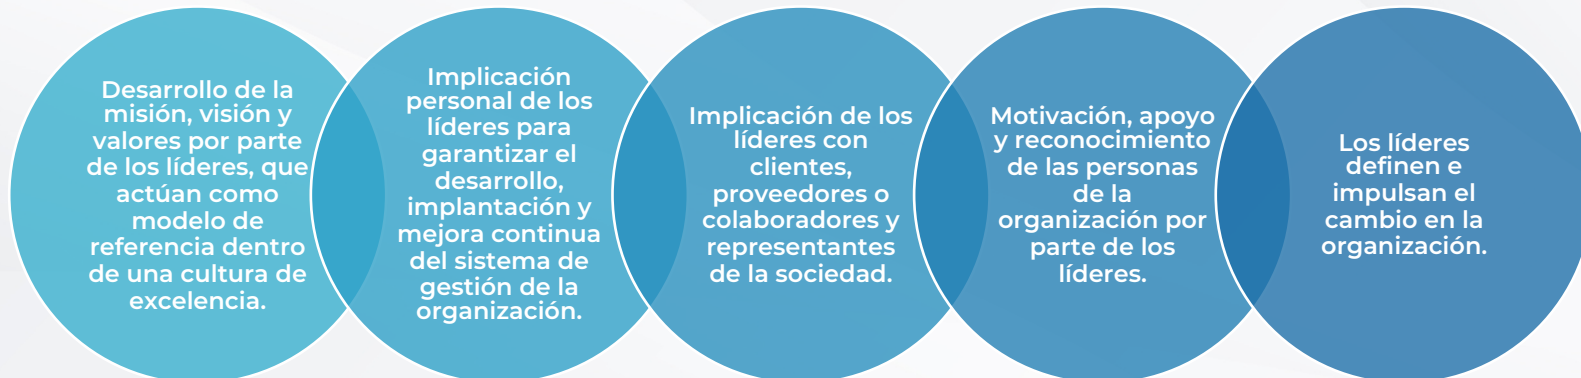 Desarrollo de la
misión, visión y
valores por parte
de los líderes, que
actúan como
modelo de
referencia dentro
de una cultura de
excelencia.
Implicación
personal de los
líderes para
garantizar el
desarrollo,
implantación y
mejora continua
del sistema de
gestión de la
organización.
Implicación de los
líderes con
clientes,
proveedores o
colaboradores y
representantes
de la sociedad.
Motivación, apoyo
y reconocimiento
de las personas
de la
organización por
parte de los
líderes.
Los líderes
definen e
impulsan el
cambio en la
organización.